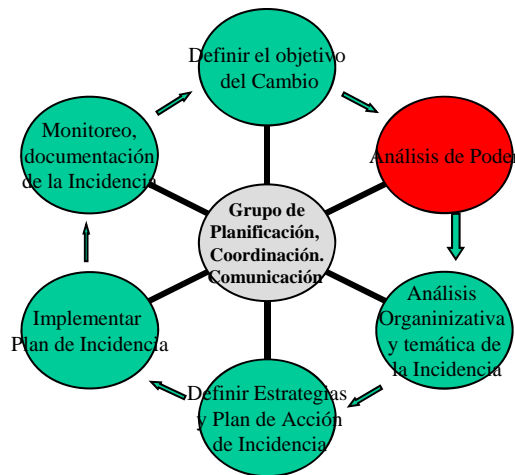 Definir el objetivo
del Cambio
Análisis de Poder
Análisis
Organinizativa
y temática de
la Incidencia
Definir Estrategias
y Plan de Acción
de Incidencia
Implementar
Plan de Incidencia
Monitoreo,
documentación
de la Incidencia
Grupo de
Planificación,
Coordinación.
Comunicación